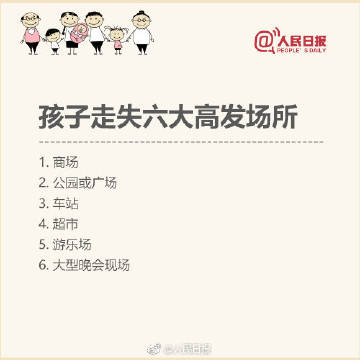 @人民日报
PEOPLE'S DAILY
孩子走失六大高发场所
1. 商场
2. 公园或广场
3. 车站
4. 超市
5. 游乐场
6. 大型晚会现场
@人民日报